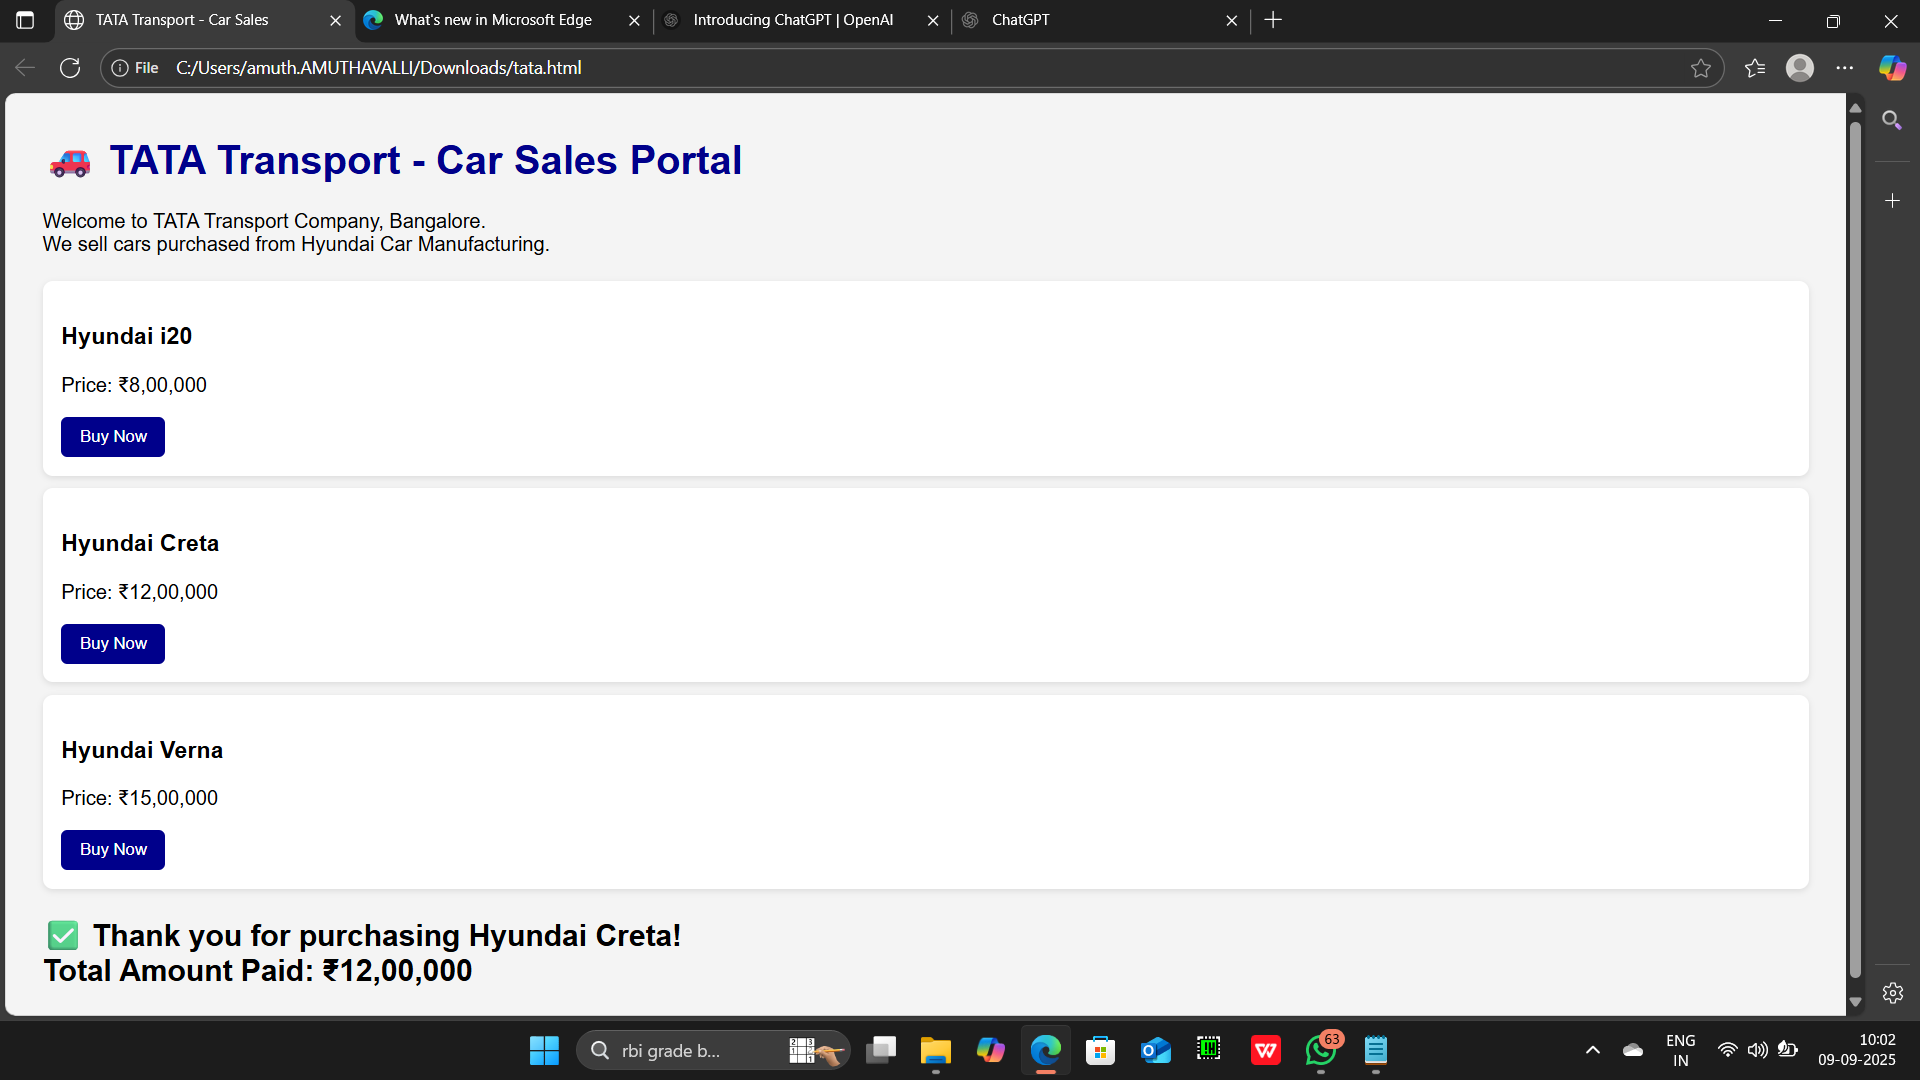 TATA Transport - Car Sales
What's new in Microsoft Edge
Introducing ChatGPT | OpenAI
ChatGPT
File C:/Users/amuth.AMUTHAVALLI/Downloads/tata.html
TATA Transport - Car Sales Portal
Welcome to TATA Transport Company, Bangalore.
We sell cars purchased from Hyundai Car Manufacturing.
Hyundai i20
Price: ₹8,00,000
Buy Now
Hyundai Creta
Price: ₹12,00,000
Buy Now
Hyundai Verna
Price: ₹15,00,000
Buy Now
✅ Thank you for purchasing Hyundai Creta!
Total Amount Paid: ₹12,00,000
rbi grade b...
63
ENG
IN
10:02
09-09-2025